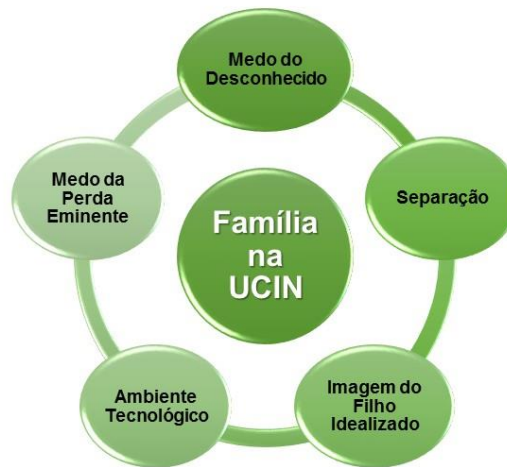 Medo do
Desconhecido
Separação
Imagem do
Filho
Idealizado
Ambiente
Tecnológico
Medo da
Perda
Eminente
Família
na
UCIN